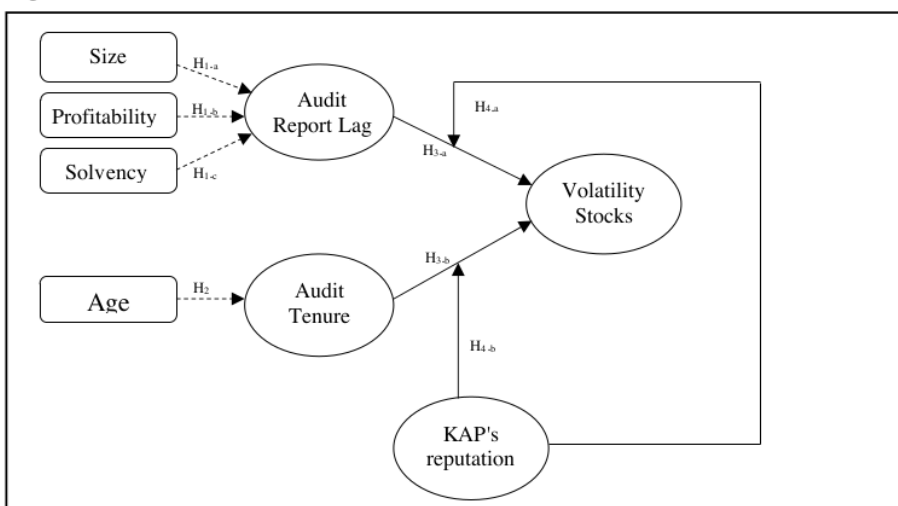 Size
H1-a
Profitability
H1-b
Solvency
H1-c
Audit
Report Lag
H4-a
H3-a
Volatility
Stocks
Age
H2
Audit
Tenure
H3-b
H4-b
KAP's
reputation